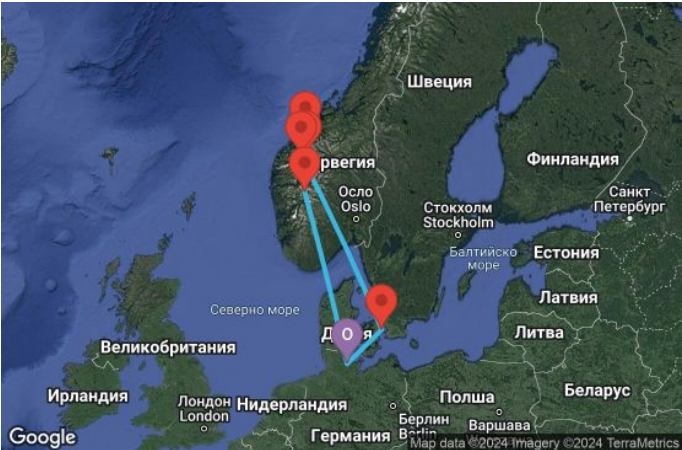 Швеция
рвегия
Финландия
Осло
Oslo
Санкт
Петербург
Стокхолм
Stockholm
Балтийско
море
Естония
Северно море
Латвия
Д
О
я
Литва
Великобритания
Ирландия
Лондон
London
Нидерландия
Полша
Беларус
Берлин
Berlin
Варшава
Google
Германия
Map data ©2024 Imagery ©2024 TerraMetrics